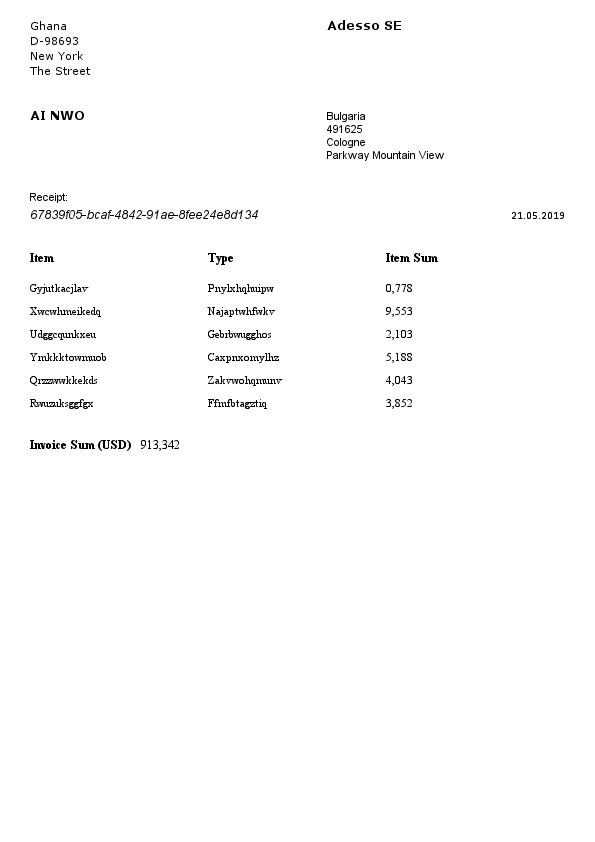 Ghana
D-98693
New York
The Street
Adesso SE
AI NWO
Bulgaria
491625
Cologne
Parkway Mountain View
Receipt:
67839f05-bcaf-4842-91ae-8fee24e8d134
21.05.2019
Item Type Item Sum
Gyjutkacjlav Pnylxhqhuipw 0,778
Xwcwhmeikedq Najaptwhfwkv 9,553
Udggcqunkxeu Gebrbwugghos 2,103
Ymkkktowmuob Caxpnxomylhz 5,188
Qrzzwwkkekds Zakvwohqmunv 4,043
Rwuzuksggfgx Ffmfbtagztiq 3,852
Invoice Sum (USD) 913,342